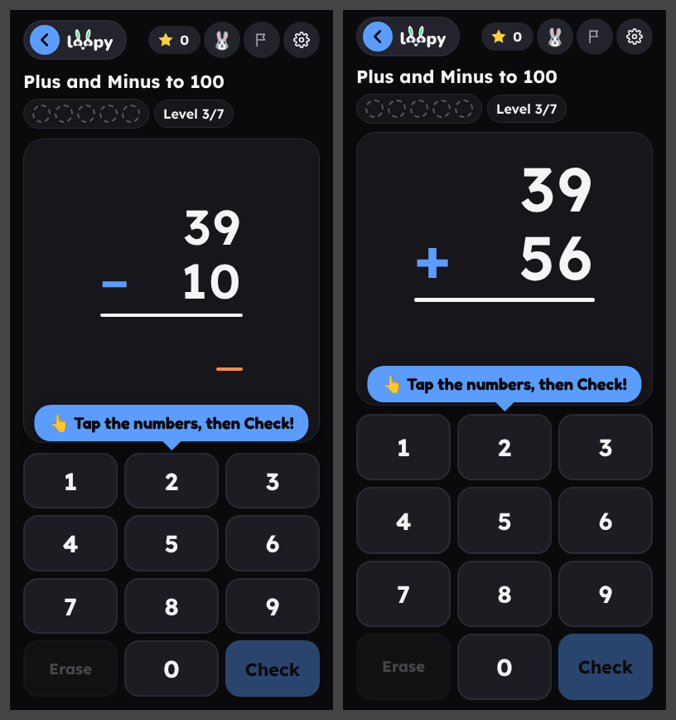 loopy
0
Plus and Minus to 100
Level 3/7
39
− 10
Tap the numbers, then Check!
1 2 3
4 5 6
7 8 9
Erase 0 Check
loopy
0
Plus and Minus to 100
Level 3/7
39
+ 56
Tap the numbers, then Check!
1 2 3
4 5 6
7 8 9
Erase 0 Check